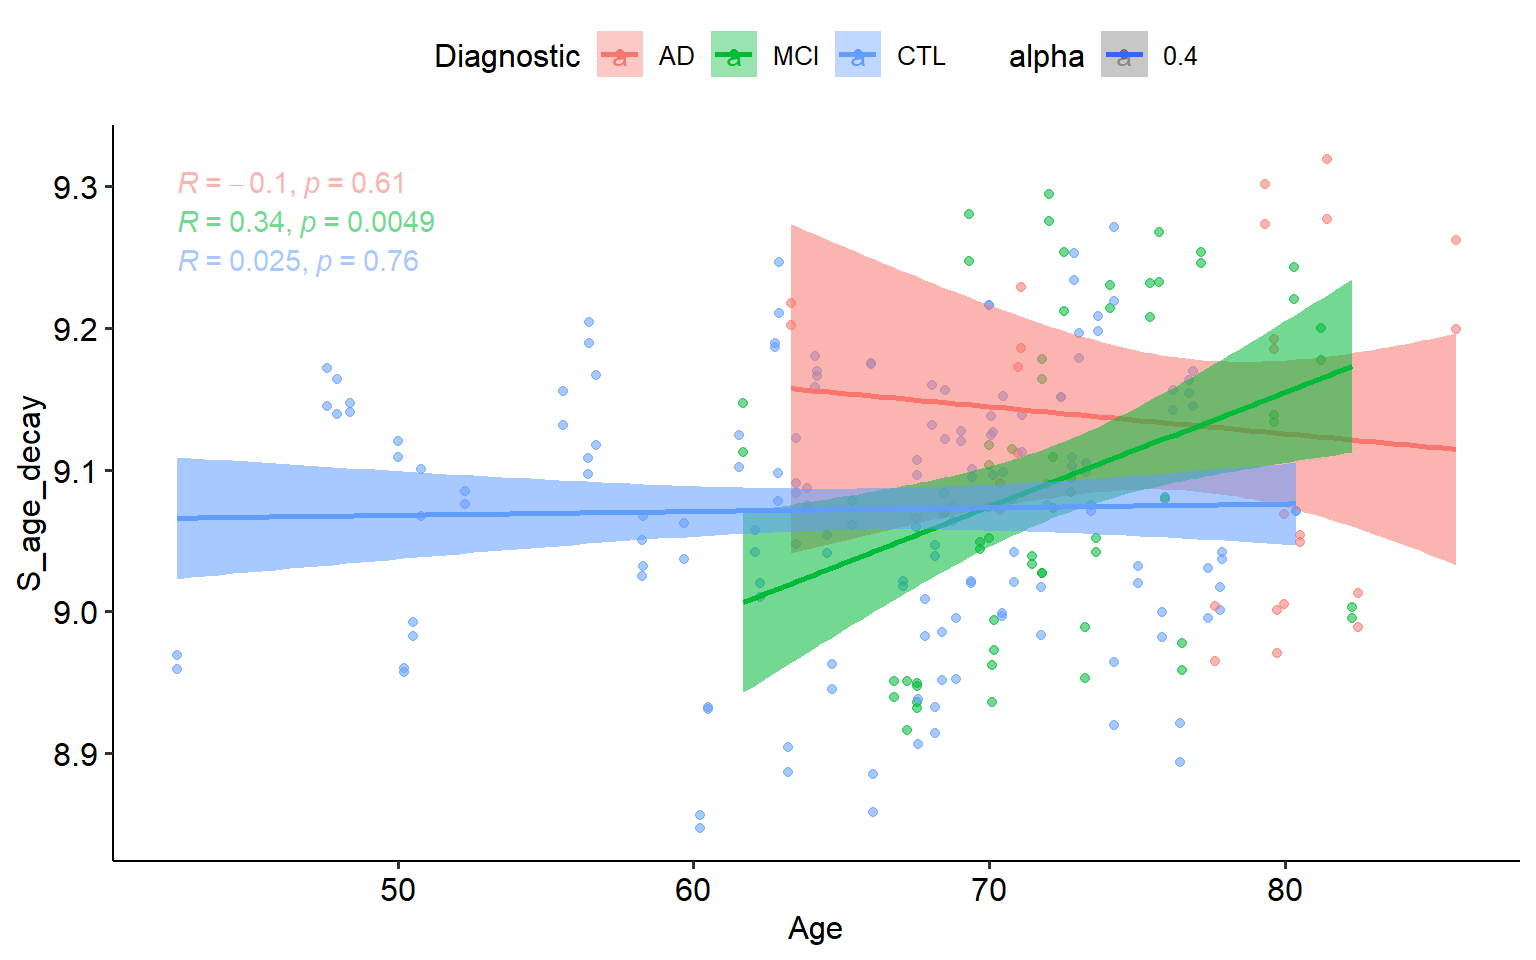 Diagnostic a AD a MCI a CTL alpha a 0.4
R = −0.1, p = 0.61
R = 0.34, p = 0.0049
R = 0.025, p = 0.76
S_age_decay
9.3
9.2
9.1
9.0
8.9
50 60 70 80
Age